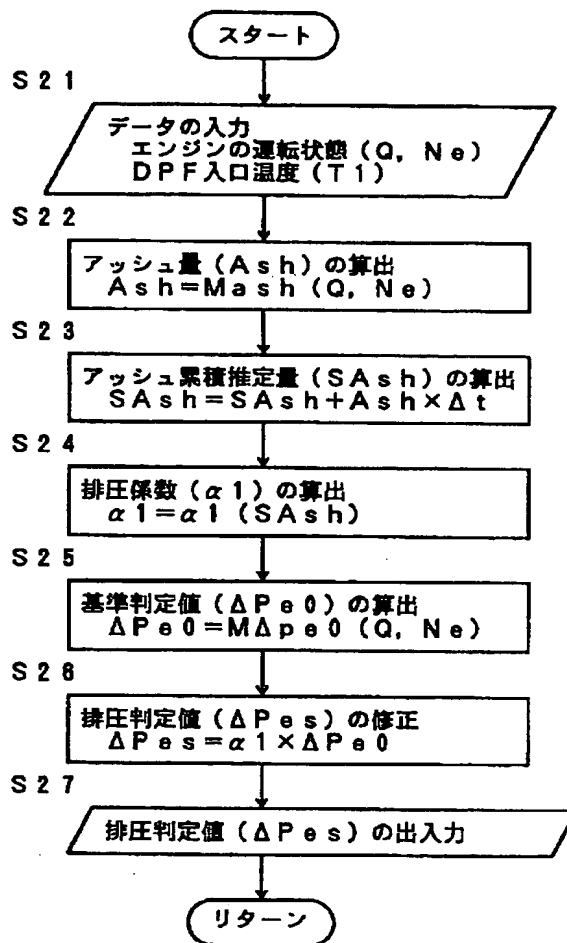 スタート
S21
データの入力
エンジンの運転状態(Q,Ne)
DPF入口温度(T1)
S22
アッシュ量(Ash)の算出
Ash=Mash(Q,Ne)
S23
アッシュ累積推定量(SAsh)の算出
SAsh=SAsh+Ash×Δt
S24
排圧係数(α1)の算出
α1=α1(SAsh)
S25
基準判定値(ΔPe0)の算出
ΔPe0=MΔpe0(Q,Ne)
S26
排圧判定値(ΔPes)の修正
ΔPes=α1×ΔPe0
S27
排圧判定値(ΔPes)の出入力
リターン